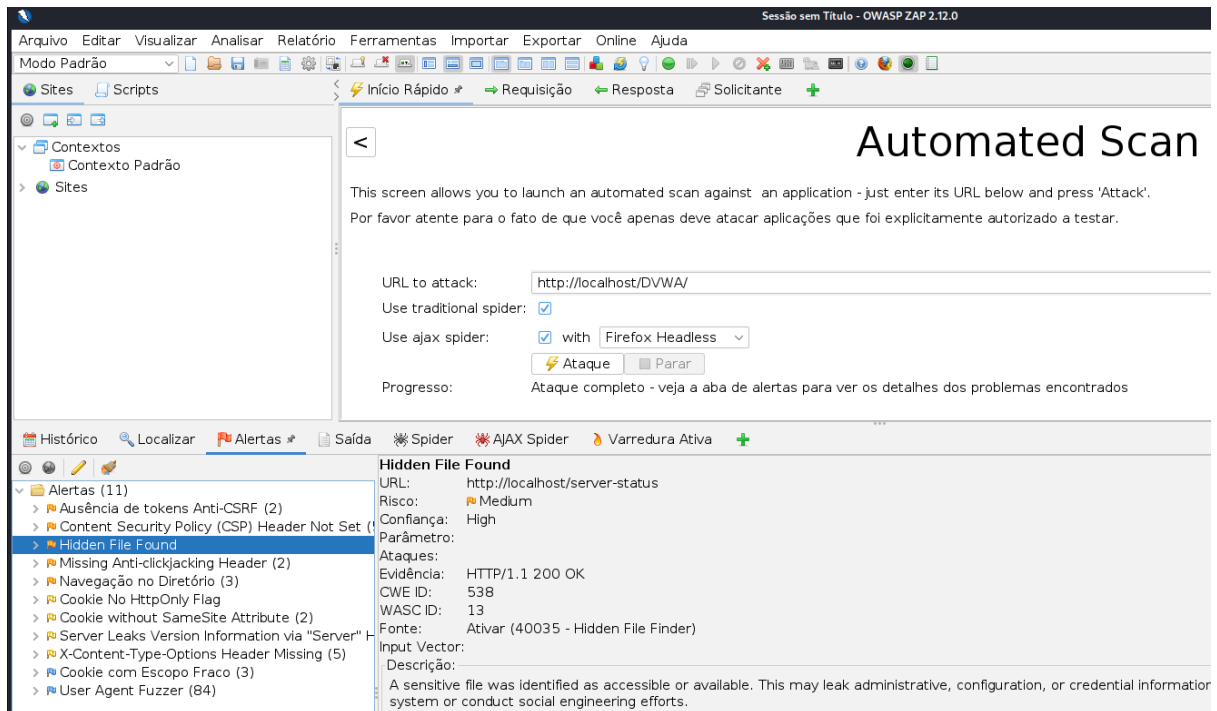 Sessão sem Título - OWASP ZAP 2.12.0
Arquivo Editar Visualizar Analisar Relatório Ferramentas Importar Exportar Online Ajuda
Modo Padrão
Sites Scripts
Início Rápido Requisição Resposta Solicitante
Contextos
Contexto Padrão
Sites
<
Automated Scan
This screen allows you to launch an automated scan against an application - just enter its URL below and press 'Attack'.
Por favor atente para o fato de que você apenas deve atacar aplicações que foi explicitamente autorizado a testar.
URL to attack: http://localhost/DVWA/
Use traditional spider:
Use ajax spider: with Firefox Headless
Ataque Parar
Progresso: Ataque completo - veja a aba de alertas para ver os detalhes dos problemas encontrados
Histórico Localizar Alertas Saída Spider AJAX Spider Varredura Ativa
Alertas (11)
Ausência de tokens Anti-CSRF (2)
Content Security Policy (CSP) Header Not Set (
Hidden File Found
Missing Anti-clickjacking Header (2)
Navegação no Diretório (3)
Cookie No HttpOnly Flag
Cookie without SameSite Attribute (2)
Server Leaks Version Information via "Server" H
X-Content-Type-Options Header Missing (5)
Cookie com Escopo Fraco (3)
User Agent Fuzzer (84)
Hidden File Found
URL: http://localhost/server-status
Risco: Medium
Confiança: High
Parâmetro:
Ataques:
Evidência: HTTP/1.1 200 OK
CWE ID: 538
WASC ID: 13
Fonte: Ativar (40035 - Hidden File Finder)
Input Vector:
Descrição:
A sensitive file was identified as accessible or available. This may leak administrative, configuration, or credential information
system or conduct social engineering efforts.